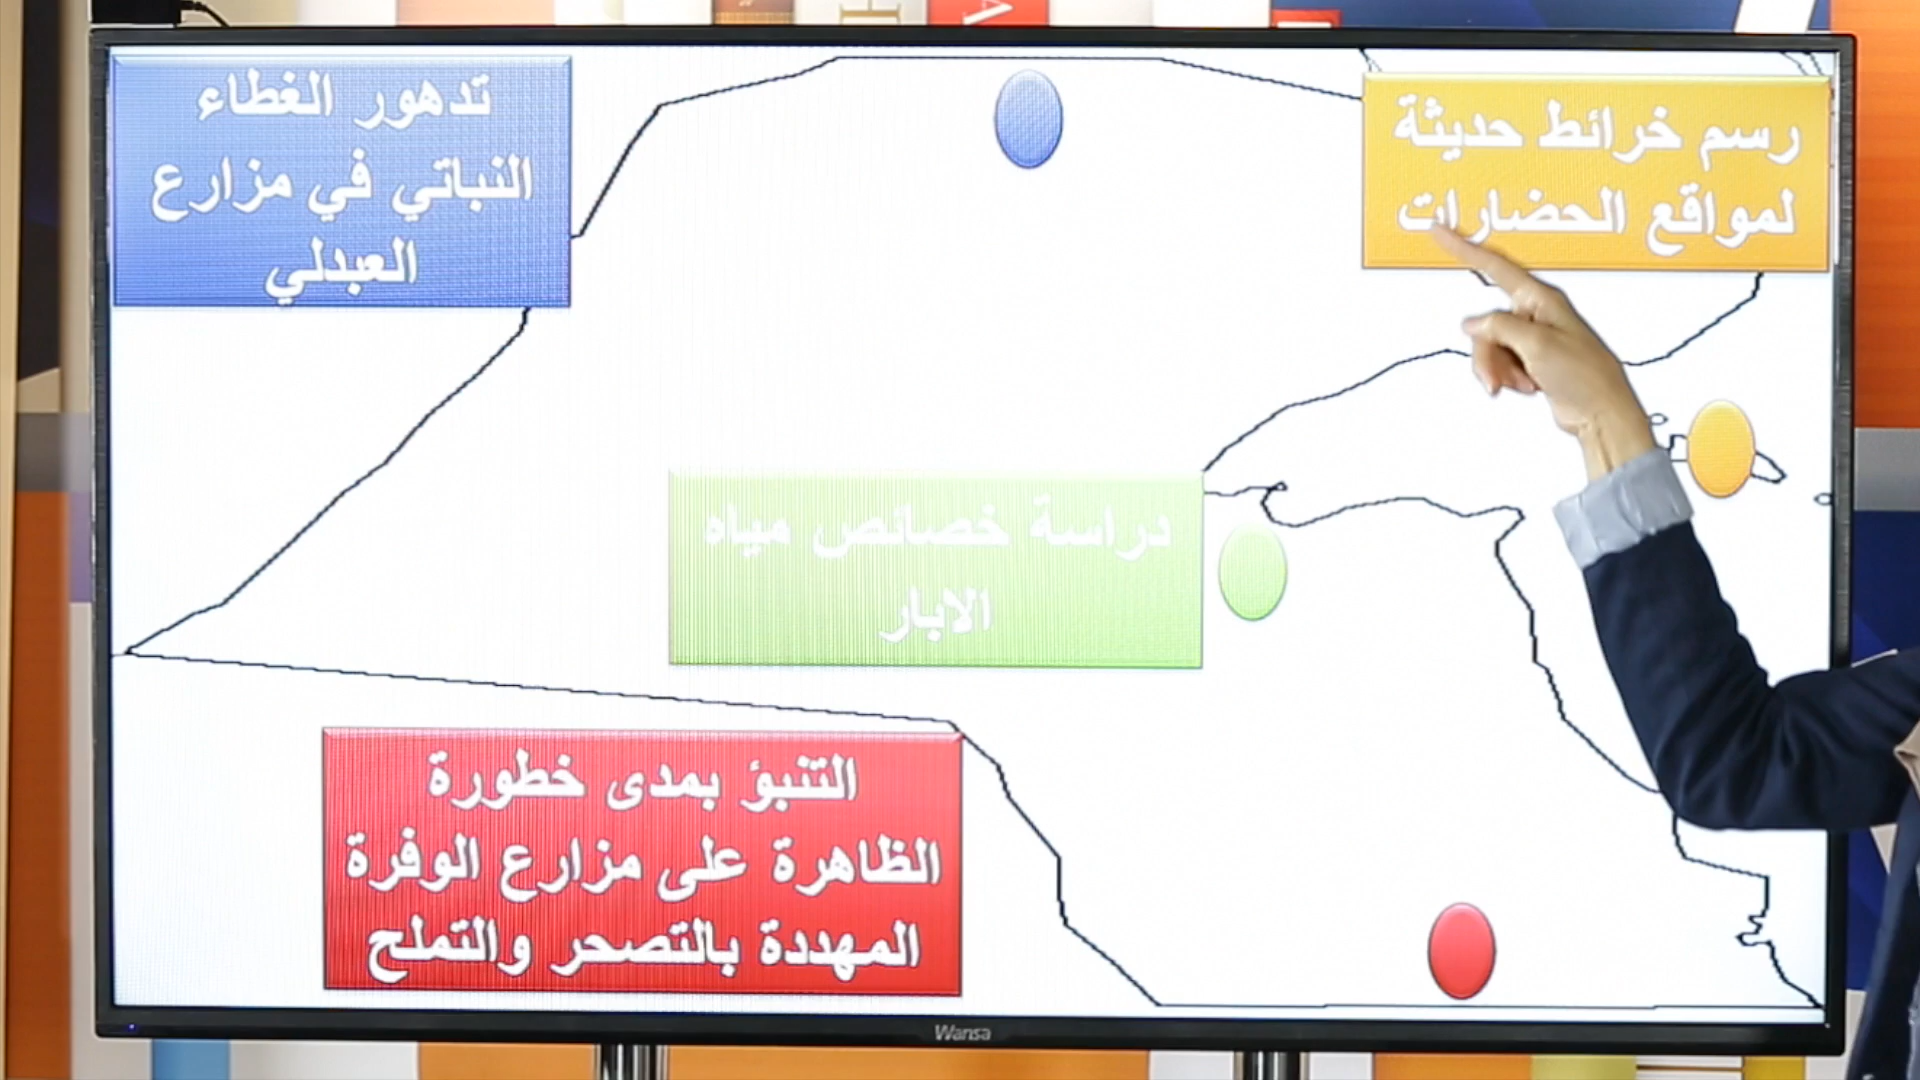 رسم خرائط حديثة
لمواقع الحضارات
تدهور الغطاء
النباتي في مزارع
العبدلي
دراسة خصائص مياه
الابار
التنبؤ بمدى خطورة
الظاهرة على مزارع الوفرة
المهددة بالتصحر والتملح
Wansa